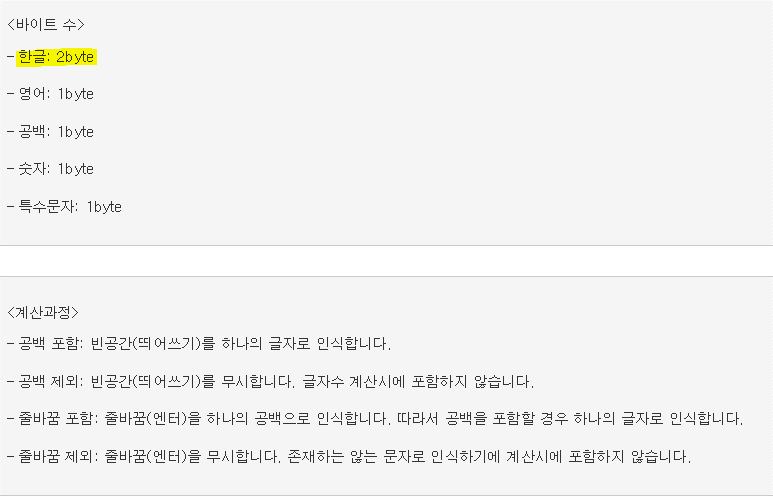 <바이트 수>
- 한글: 2byte
- 영어: 1byte
- 공백: 1byte
- 숫자: 1byte
- 특수문자: 1byte
<계산과정>
- 공백 포함: 빈공간(띄어쓰기)를 하나의 글자로 인식합니다.
- 공백 제외: 빈공간(띄어쓰기)를 무시합니다. 글자수 계산시에 포함하지 않습니다.
- 줄바꿈 포함: 줄바꿈(엔터)을 하나의 공백으로 인식합니다. 따라서 공백을 포함할 경우 하나의 글자로 인식합니다.
- 줄바꿈 제외: 줄바꿈(엔터)을 무시합니다. 존재하는 않는 문자로 인식하기에 계산시에 포함하지 않습니다.